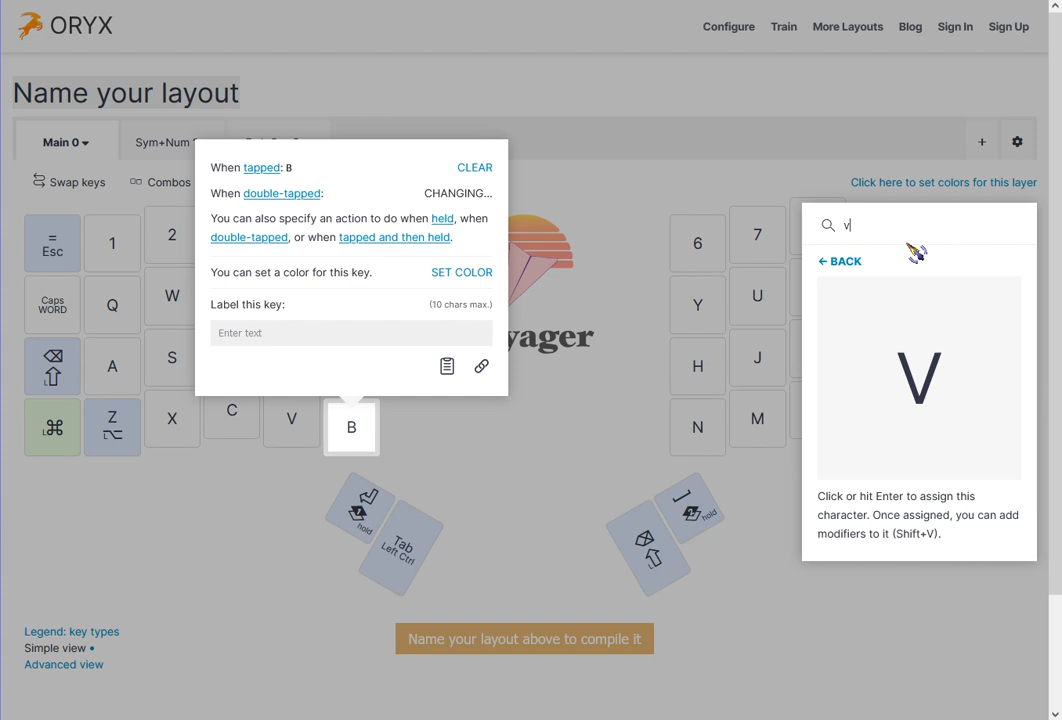 ORYX
Configure Train More Layouts Blog Sign In Sign Up
Name your layout
Main 0 Sym+Num +
When tapped: B CLEAR
When double-tapped: CHANGING...
You can also specify an action to do when held, when
double-tapped, or when tapped and then held.
You can set a color for this key. SET COLOR
Label this key: (10 chars max.)
Enter text
Swap keys Combos
Click here to set colors for this layer
v
← BACK
V
Click or hit Enter to assign this
character. Once assigned, you can add
modifiers to it (Shift+V).
=
Esc
1 2 6 7
Caps
WORD
Q W Y U
A S H J
L
L⌘
Z
L
X C V B N M
hold
Tab
Left Ctrl
L
]
hold
yager
Legend: key types
Simple view •
Advanced view
Name your layout above to compile it